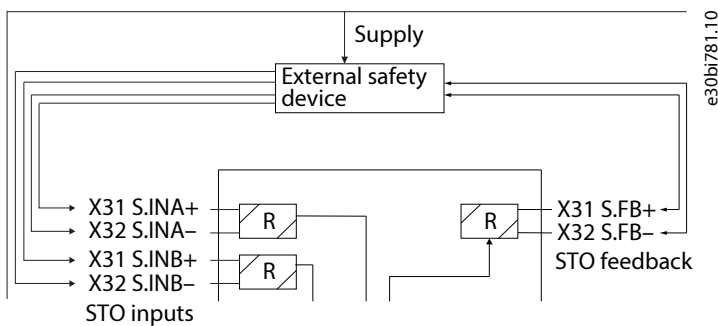 Supply
External safety
device
e30bi781.10
X31 S.INA+
X32 S.INA–
X31 S.INB+
X32 S.INB–
STO inputs
R
R
R
X31 S.FB+
X32 S.FB–
STO feedback